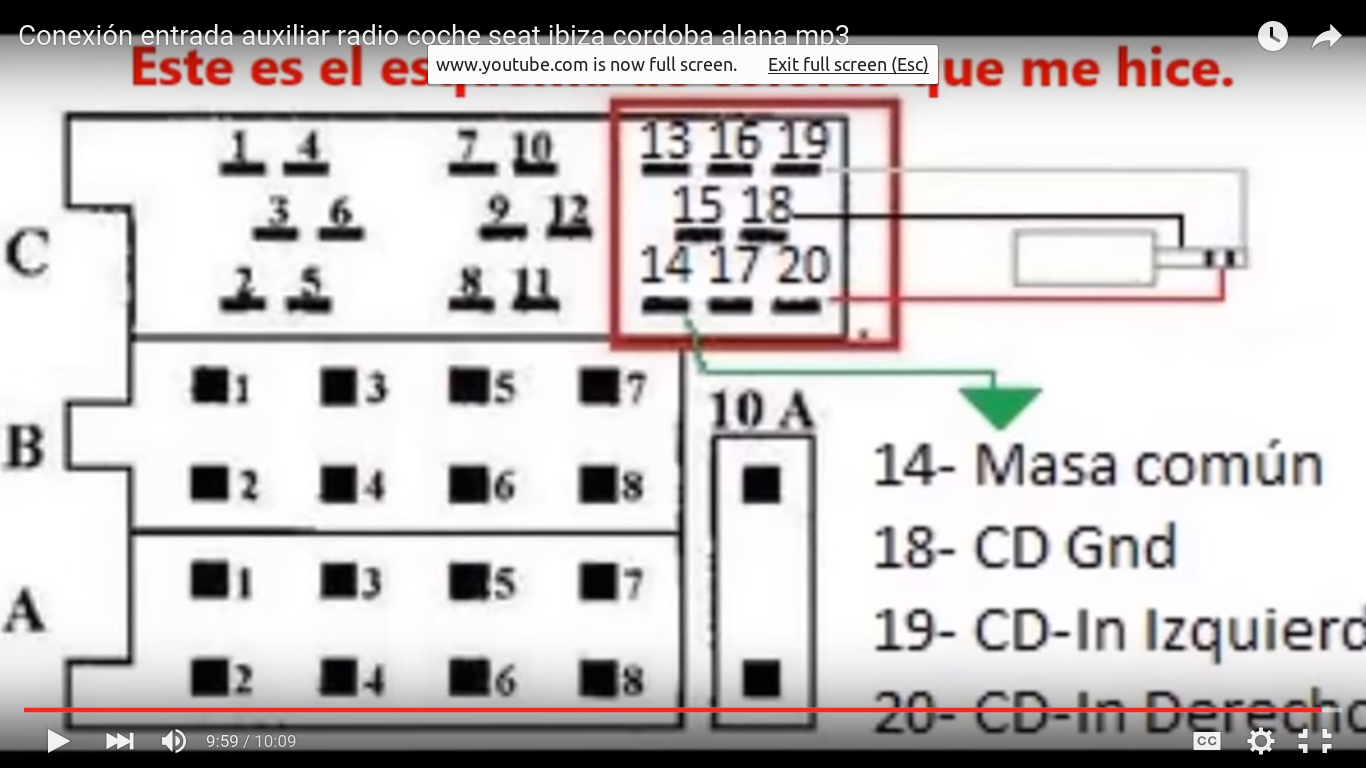 Conexión entrada auxiliar radio coche seat ibiza cordoba alana mp3
www.youtube.com is now full screen. Exit full screen (Esc)
Este es el es que me hice.
13 16 19
1 4 7 10
15 18
3 6 9 12
C
14 17 20
2 5 8 11
1 3 5 7
10 A
B
14- Masa común
2 4 6 8
18- CD Gnd
1 3 5 7
A
19- CD-In Izquierd
2 4 6 8
20- CD-In Derecho
9:59 / 10:09
CC